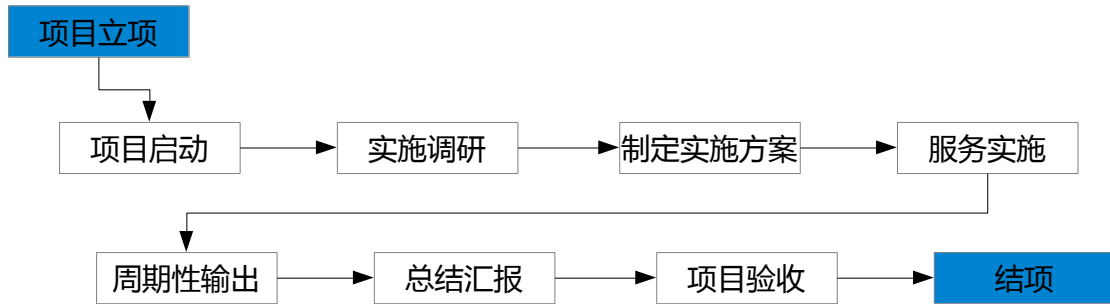 项目立项
项目启动
实施调研
制定实施方案
服务实施
周期性输出
总结汇报
项目验收
结项